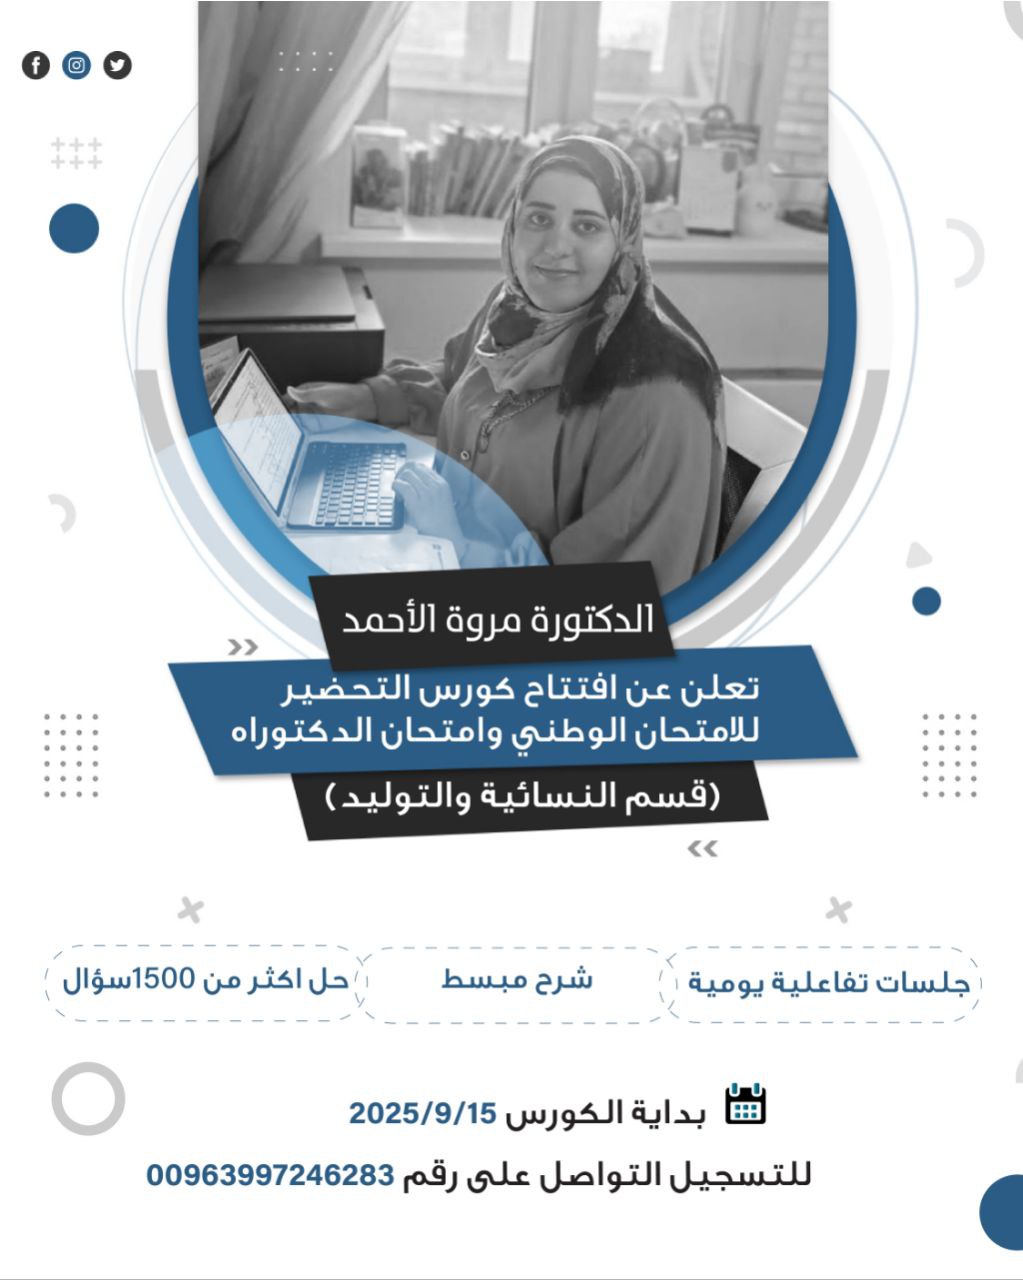 الدكتورة مروة الأحمد
تعلن عن افتتاح كورس التحضير
للامتحان الوطني وامتحان الدكتوراه
(قسم النسائية والتوليد)
جلسات تفاعلية يومية
شرح مبسط
حل اكثر من 1500سؤال
بداية الكورس 2025/9/15
للتسجيل التواصل على رقم 00963997246283